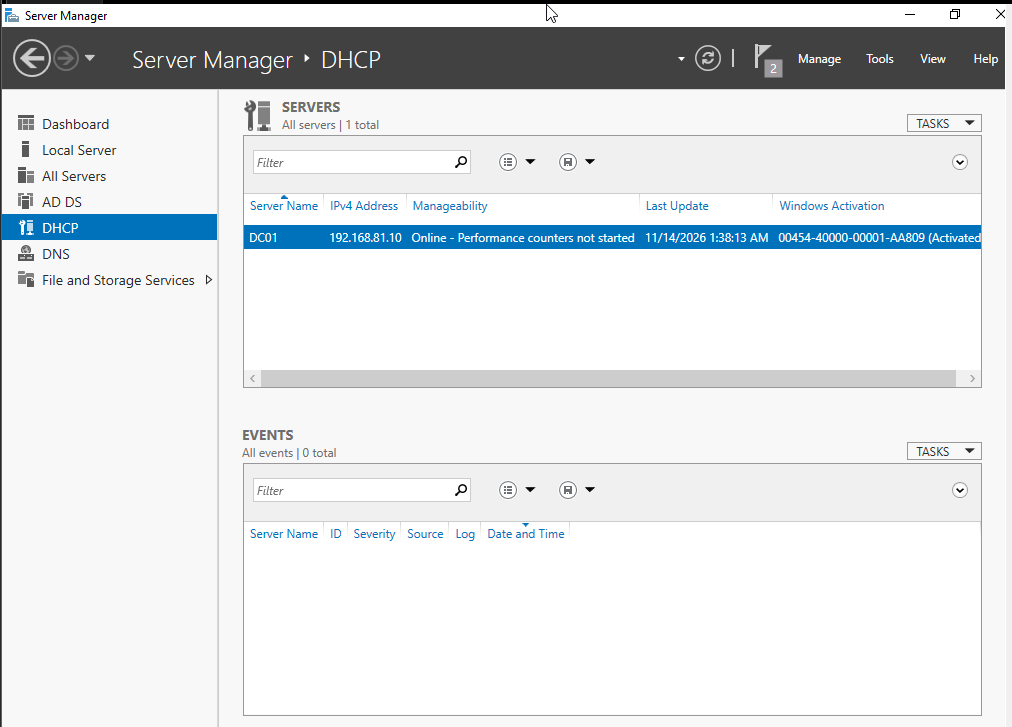 Server Manager
Server Manager ‣ DHCP
2 Manage Tools View Help
Dashboard
Local Server
All Servers
AD DS
DHCP
DNS
File and Storage Services
SERVERS
All servers | 1 total
TASKS
Filter
Server Name IPv4 Address Manageability Last Update Windows Activation
DC01 192.168.81.10 Online - Performance counters not started 11/14/2026 1:38:13 AM 00454-40000-00001-AA809 (Activated
EVENTS
All events | 0 total
TASKS
Filter
Server Name ID Severity Source Log Date and Time